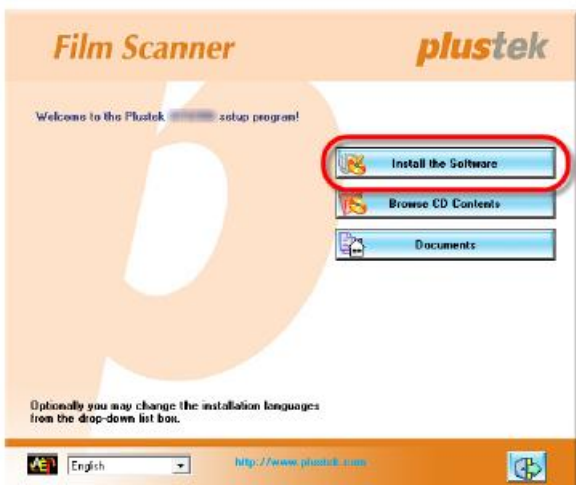 Film Scanner
plustek
Welcome to the Plustek setup program!
Install the Software
Browse CD Contents
Documents
Optionally you may change the installation languages
from the drop-down list box.
English
http://www.plustek.com